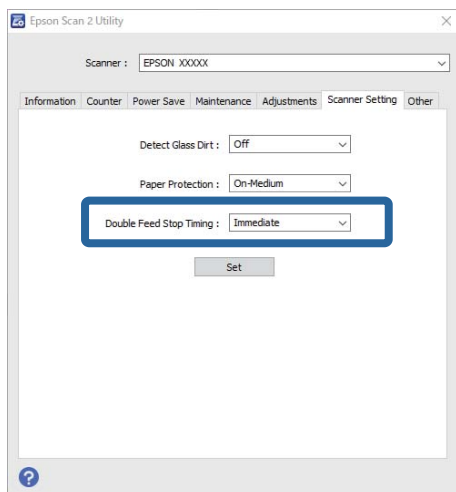 Epson Scan 2 Utility
Scanner : EPSON XXXXX
Information Counter Power Save Maintenance Adjustments Scanner Setting Other
Detect Glass Dirt : Off
Paper Protection : On-Medium
Double Feed Stop Timing : Immediate
Set
?